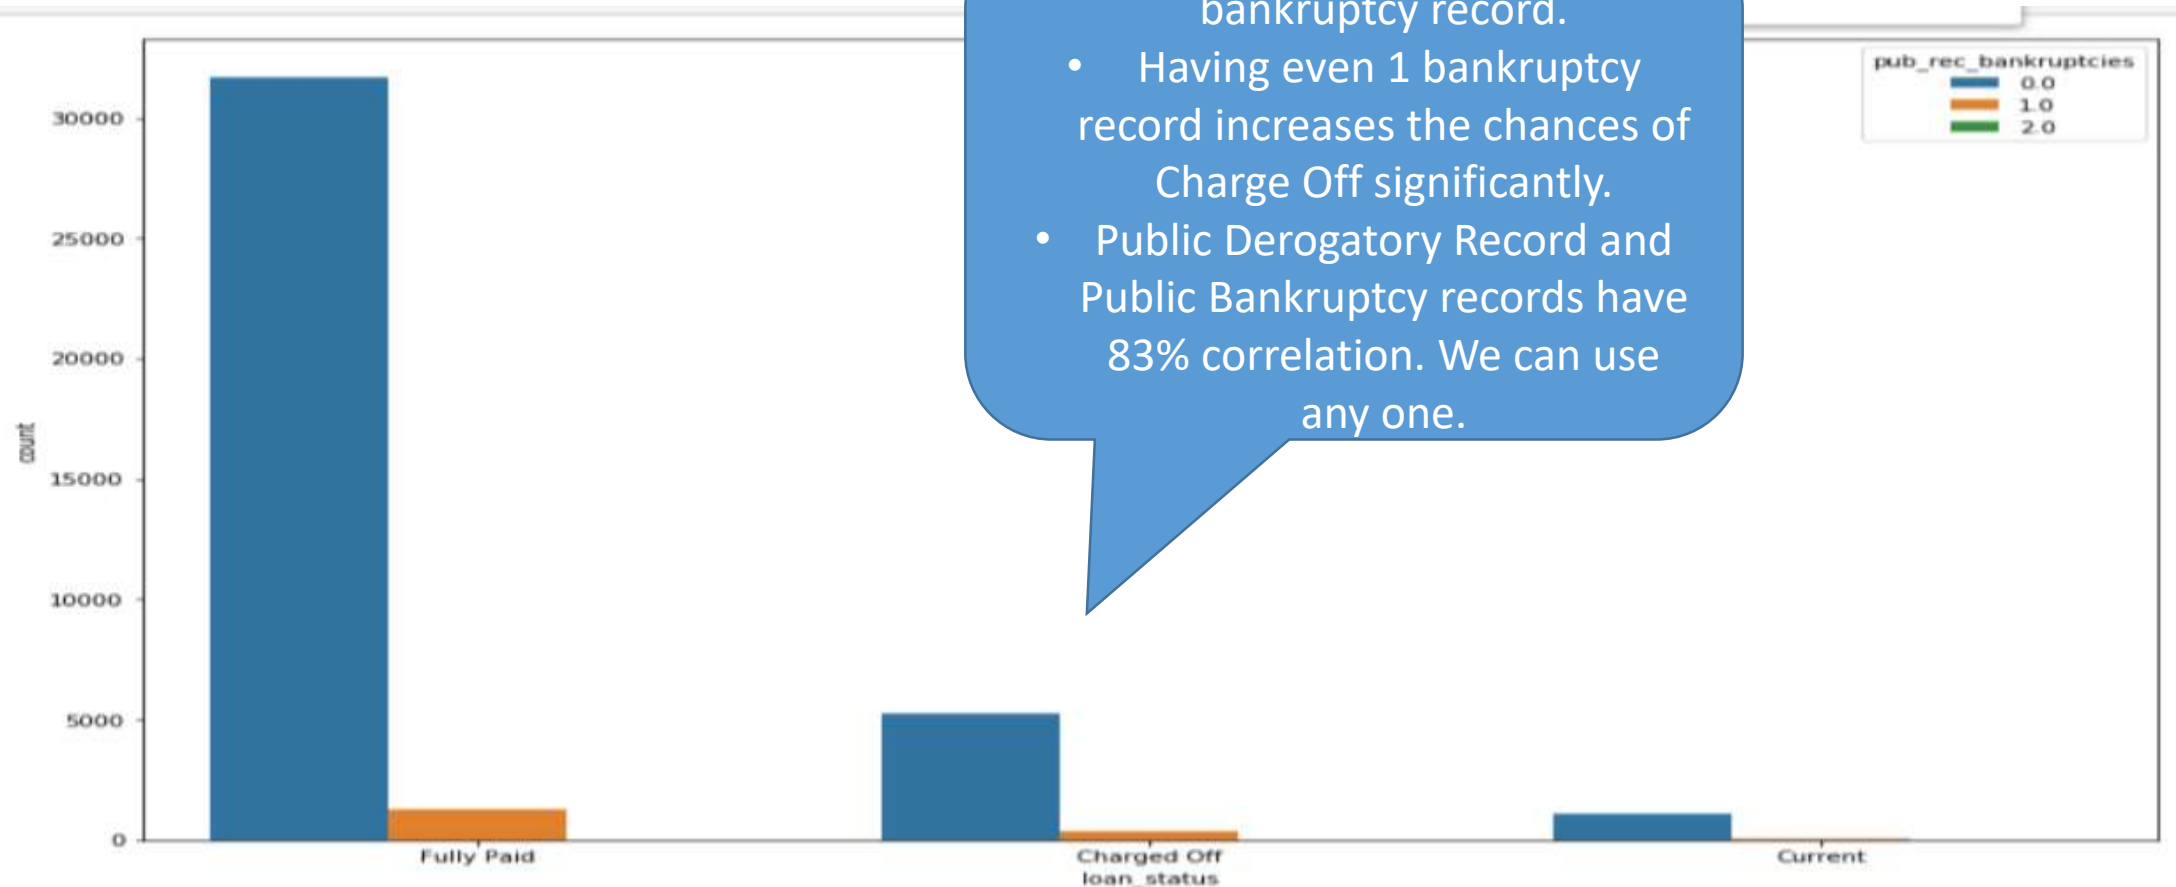 bankruptcy record.
• Having even 1 bankruptcy
record increases the chances of
Charge Off significantly.
• Public Derogatory Record and
Public Bankruptcy records have
83% correlation. We can use
any one.
pub_rec_bankruptcies
0.0
1.0
2.0
30000
25000
20000
15000
10000
5000
0
count
Fully Paid
Charged Off
Current
loan_status